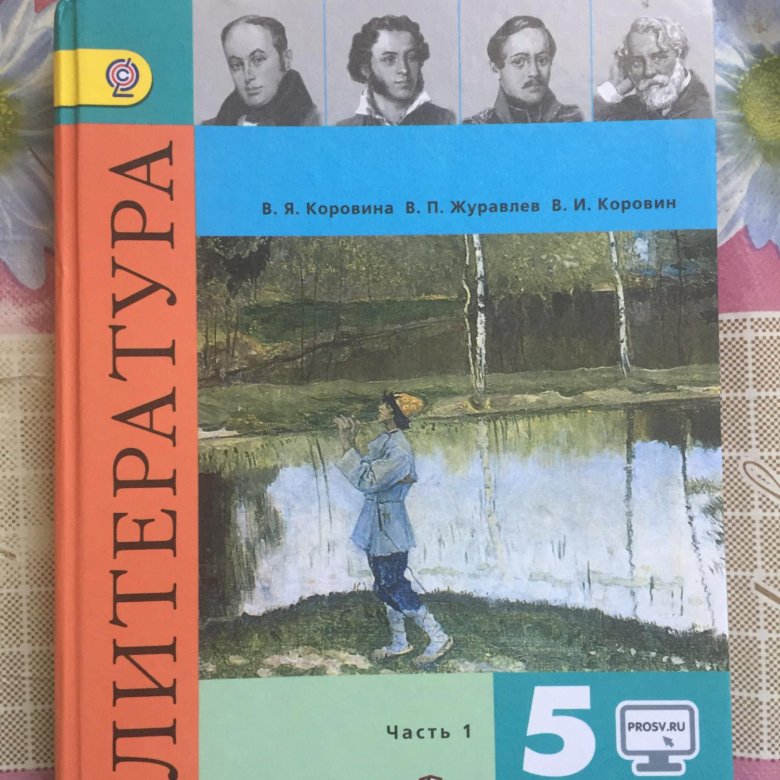 В. Я. Коровина В. П. Журавлев В. И. Коровин
ЛИТЕРАТУРА
Часть 1
5
PROSV.RU